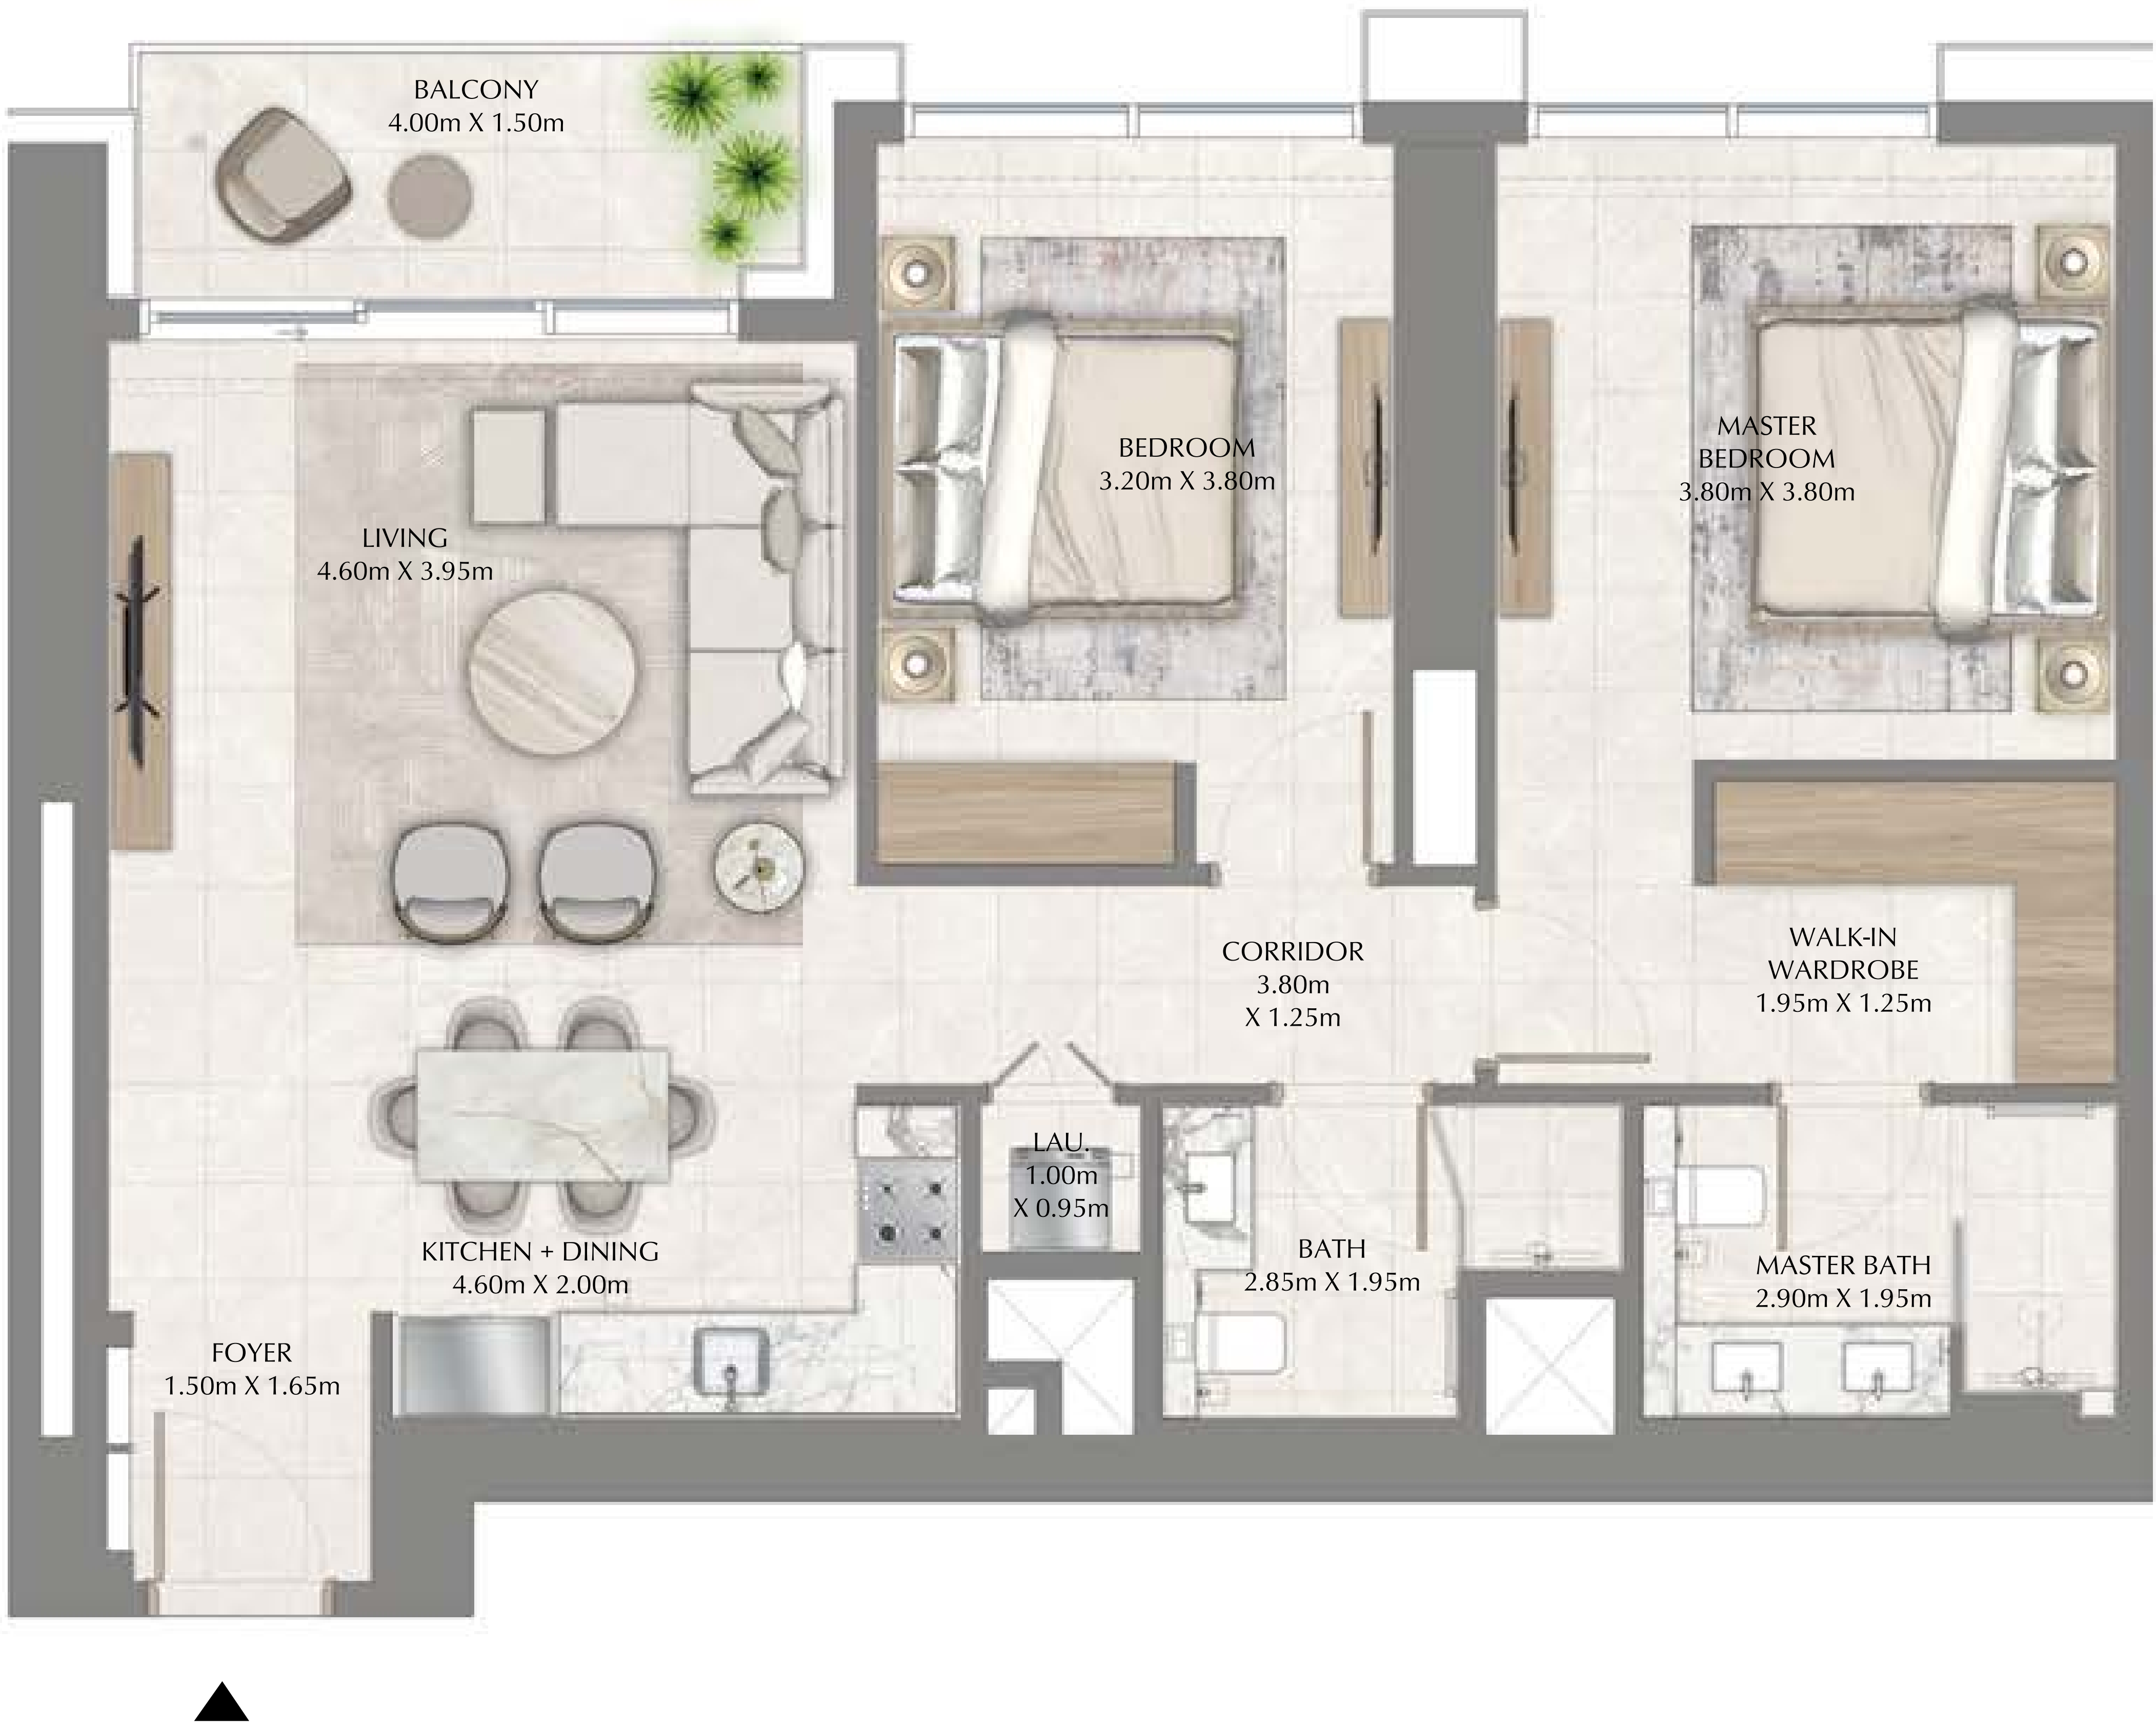 BALCONY
4.00m X 1.50m
BEDROOM
3.20m X 3.80m
MASTER
BEDROOM
3.80m X 3.80m
LIVING
4.60m X 3.95m
CORRIDOR
3.80m
X 1.25m
WALK-IN
WARDROBE
1.95m X 1.25m
LAU.
1.00m
X 0.95m
KITCHEN + DINING
4.60m X 2.00m
BATH
2.85m X 1.95m
MASTER BATH
2.90m X 1.95m
FOYER
1.50m X 1.65m